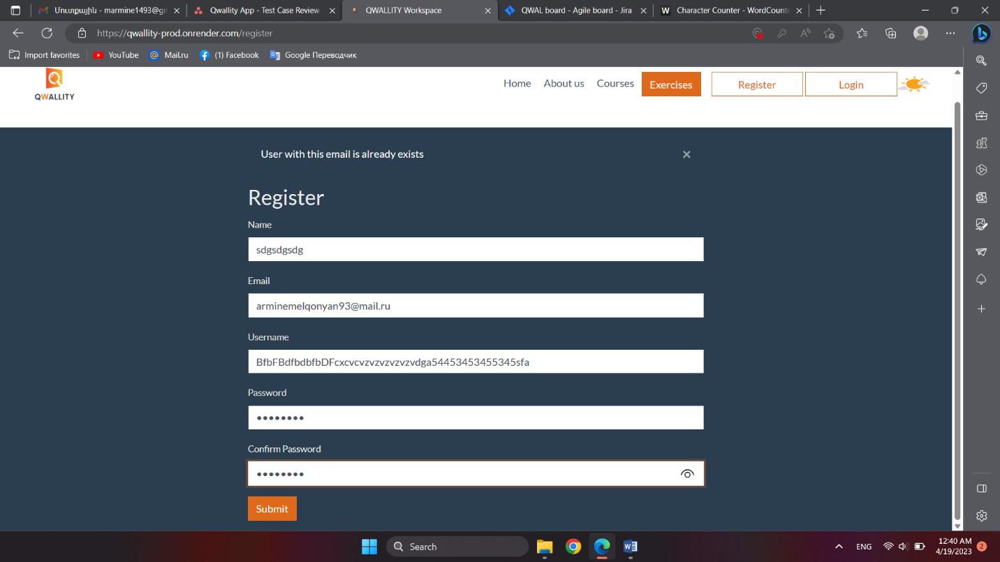 Մուտքային - marmine1493@gm
Qwallity App - Test Case Review
QWALLITY Workspace
QWAL board - Agile board - Jira
Character Counter - WordCounte
https://qwallity-prod.onrender.com/register
Import favorites
YouTube
Mail.ru
(1) Facebook
Google Переводчик
QWALLITY
Home
About us
Courses
Exercises
Register
Login
User with this email is already exists
Register
Name
sdgsdgsdg
Email
arminemelqonyan93@mail.ru
Username
BfbFBdfbdbfbDFcxcvcvzvzvzvzvzvdga54453453455345sfa
Password
Confirm Password
Submit
Search
ENG
12:40 AM
4/19/2023
2